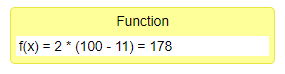 Function
f(x) = 2 * (100 - 11) = 178